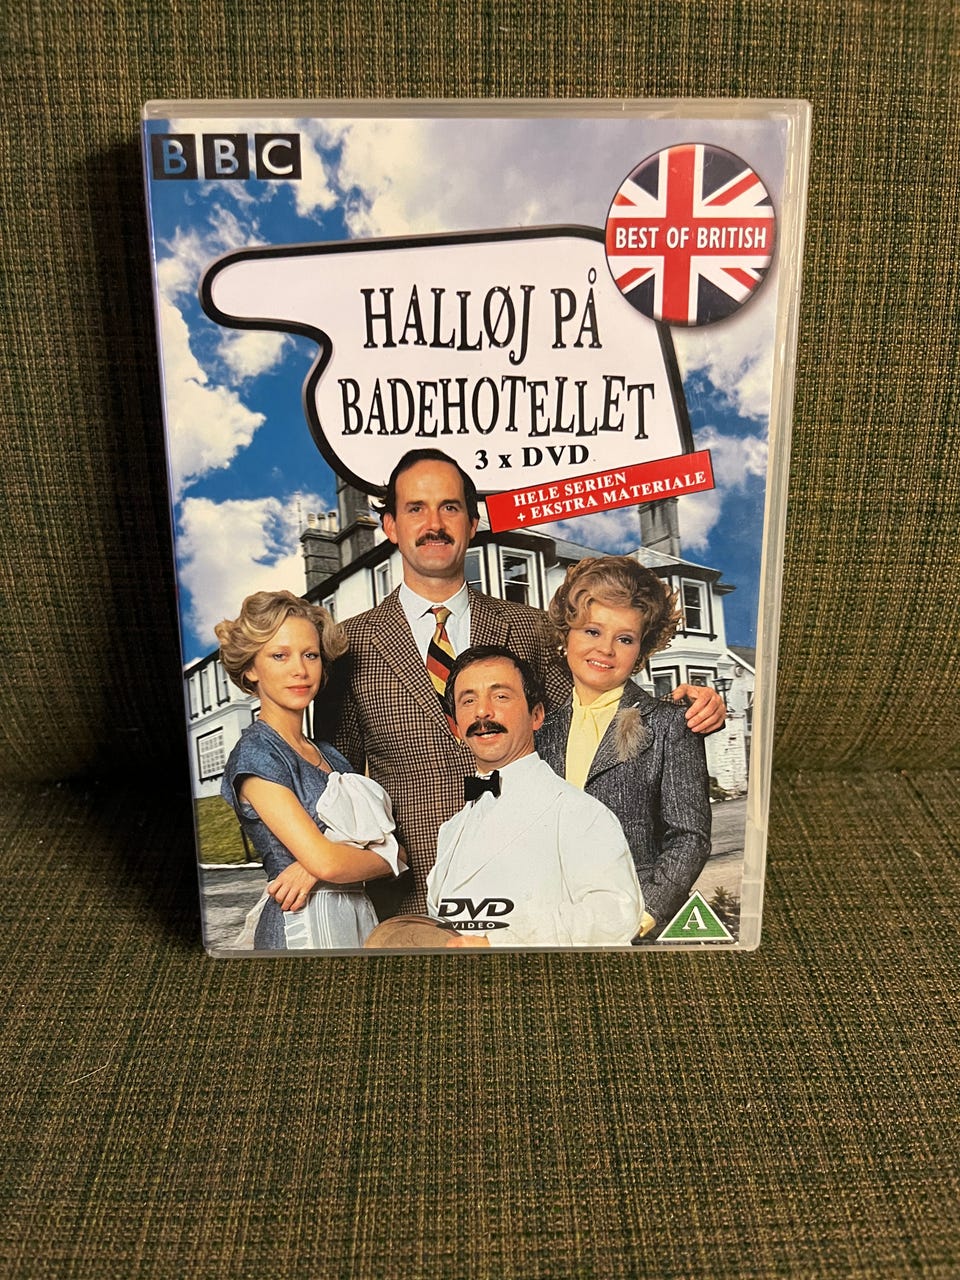 BBC
BEST OF BRITISH
HALLØJ PÅ
BADEHOTELLET
3 x DVD
HELE SERIEN
+ EKSTRA MATERIALE
DVD
VIDEO
A